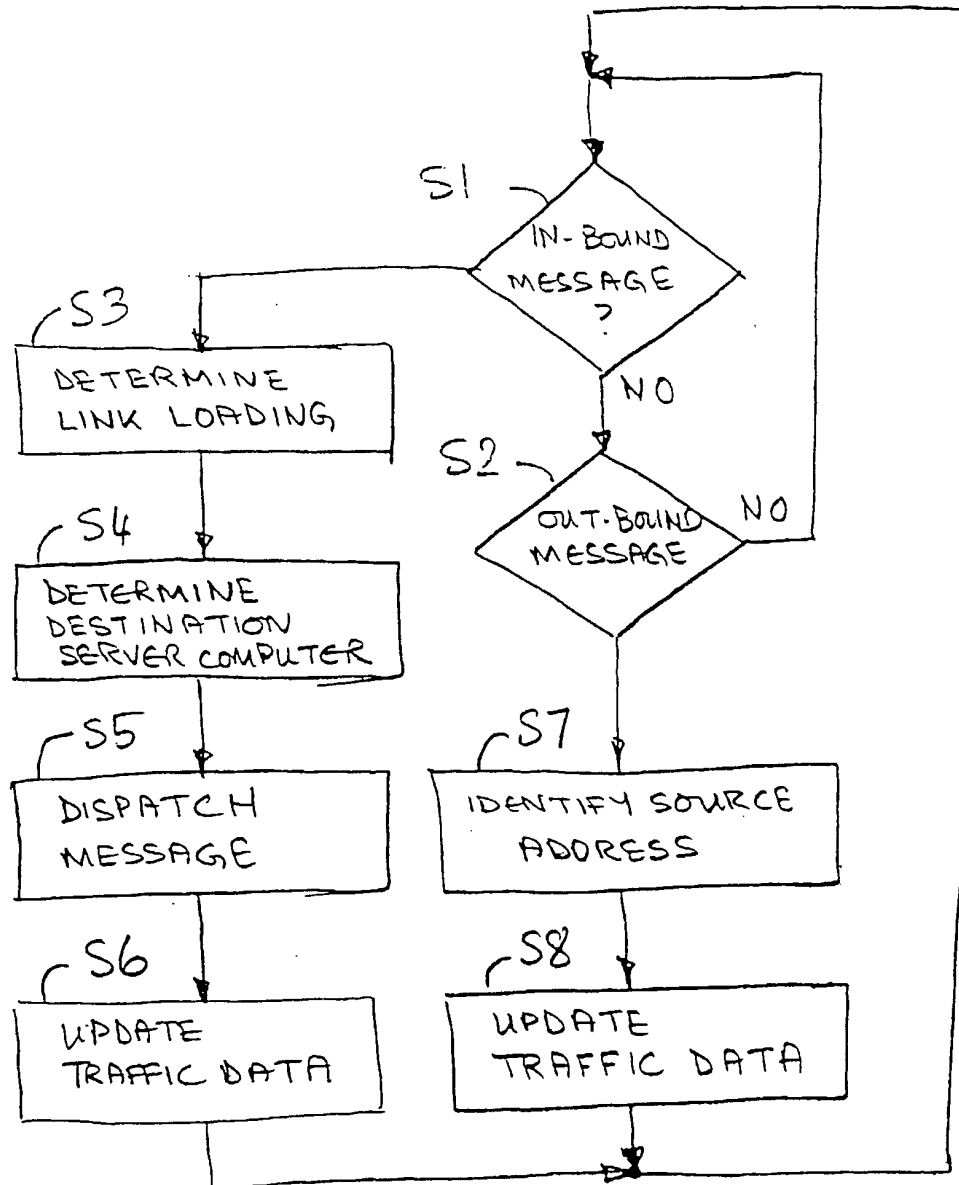 S1
IN-BOUND
MESSAGE
?
NO
S2
OUT-BOUND
MESSAGE
NO
S3
DETERMINE
LINK LOADING
S4
DETERMINE
DESTINATION
SERVER COMPUTER
S5
DISPATCH
MESSAGE
S6
UPDATE
TRAFFIC DATA
S7
IDENTIFY SOURCE
ADDRESS
S8
UPDATE
TRAFFIC DATA